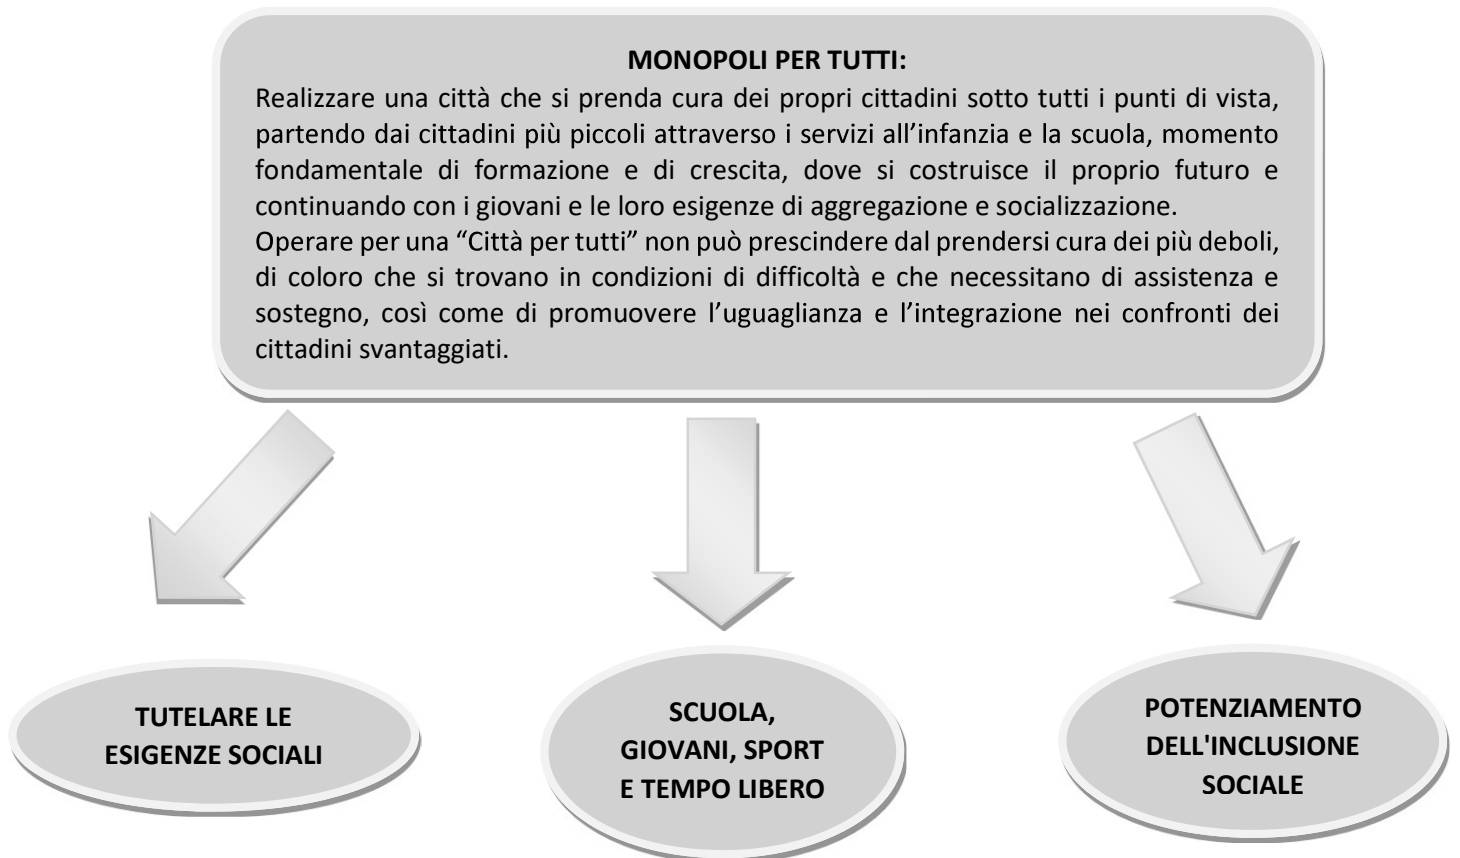 MONOPOLI PER TUTTI:
Realizzare una città che si prenda cura dei propri cittadini sotto tutti i punti di vista,
partendo dai cittadini più piccoli attraverso i servizi all’infanzia e la scuola, momento
fondamentale di formazione e di crescita, dove si costruisce il proprio futuro e
continuando con i giovani e le loro esigenze di aggregazione e socializzazione.
Operare per una “Città per tutti” non può prescindere dal prendersi cura dei più deboli,
di coloro che si trovano in condizioni di difficoltà e che necessitano di assistenza e
sostegno, così come di promuovere l’uguaglianza e l’integrazione nei confronti dei
cittadini svantaggiati.
TUTELARE LE
ESIGENZE SOCIALI
SCUOLA,
GIOVANI, SPORT
E TEMPO LIBERO
POTENZIAMENTO
DELL'INCLUSIONE
SOCIALE